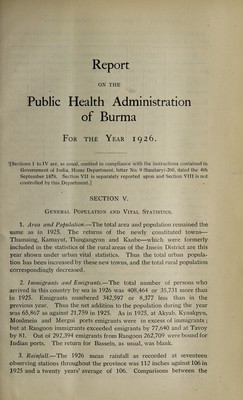 Report
ON THE
Public Health Administration
of Burma
FOR THE YEAR 1926.
[Sections I to IV are, as usual, omitted in compliance with the instructions contained in
Government of India, Home Department, letter No. 9 (Sanitary)-260, dated the 4th
September 1878. Section VII is separately reported upon and Section VIII is not
controlled by this Department.]
SECTION V.
GENERAL POPULATION AND VITAL STATISTICS.
1. Area and Population.—The total area and population remained the
same as in 1925. The returns of the newly constituted towns—
Thamaing, Kamayut, Thingangyun and Kanbe—which were formerly
included in the statistics of the rural areas of the Insein District are this
year shown under urban vital statistics. Thus the total urban popula-
tion has been increased by these new towns, and the total rural population
correspondingly decreased.
2. Immigrants and Emigrants.—The total number of persons who
arrived in this country by sea in 1926 was 408,464 or 35,731 more than
in 1925. Emigrants numbered 342,597 or 8,377 less than in the
previous year. Thus the net addition to the population during the year
was 65,867 as against 21,759 in 1925. As in 1925, at Akyab, Kyaukpyu,
Moulmein and Mergui ports emigrants were in excess of immigrants;
but at Rangoon immigrants exceeded emigrants by 77,640 and at Tavoy
by 81. Out of 292,394 emigrants from Rangoon 262,709 were bound for
Indian ports. The return for Bassein, as usual, was blank.
3. Rainfall.—The 1926 mean rainfall as recorded at seventeen
observing stations throughout the province was 112 inches against 106 in
1925 and a twenty years' average of 106. Comparisons between the